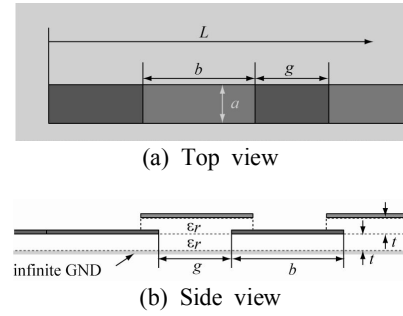 L
b
g
a
(a) Top view
εr
t
εr
infinite GND
t
g
b
(b) Side view